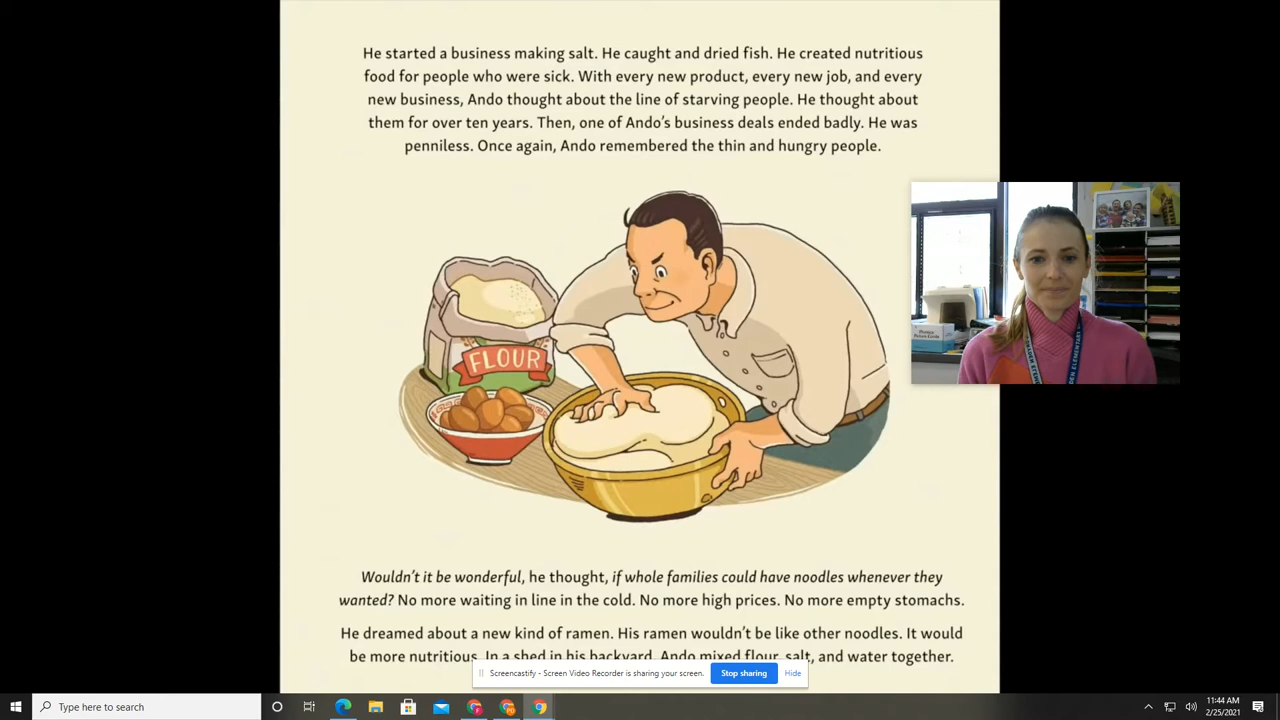 He started a business making salt. He caught and dried fish. He created nutritious
food for people who were sick. With every new product, every new job, and every
new business, Ando thought about the line of starving people. He thought about
them for over ten years. Then, one of Ando's business deals ended badly. He was
penniless. Once again, Ando remembered the thin and hungry people.
FLOUR
Wouldn't it be wonderful, he thought, if whole families could have noodles whenever they
wanted? No more waiting in line in the cold. No more high prices. No more empty stomachs.
He dreamed about a new kind of ramen. His ramen wouldn't be like other noodles. It would
be more nutritious. In a shed in his backyard, Ando mixed flour, salt, and water together.
Screencastify - Screen Video Recorder is sharing your screen.
Stop sharing
Hide
Type here to search
11:44 AM
2/25/2021